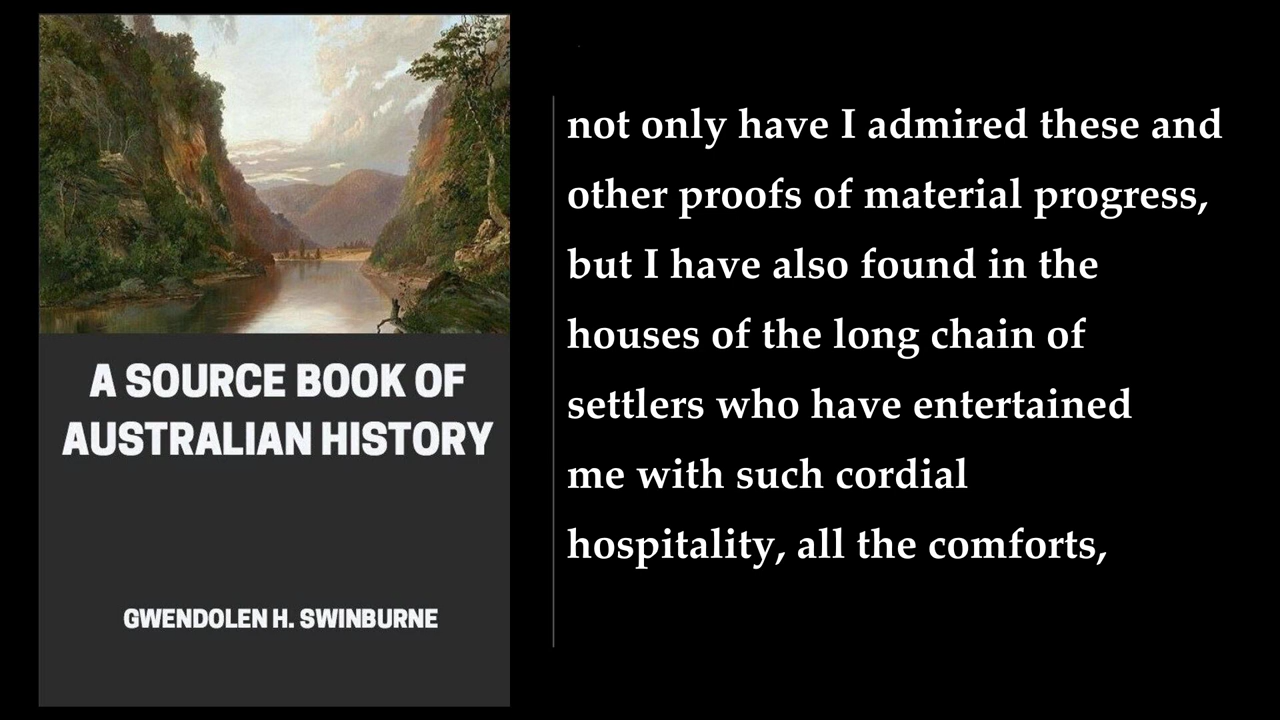 A SOURCE BOOK OF
AUSTRALIAN HISTORY
GWENDOLEN H. SWINBURNE
not only have I admired these and
other proofs of material progress,
but I have also found in the
houses of the long chain of
settlers who have entertained
me with such cordial
hospitality, all the comforts,